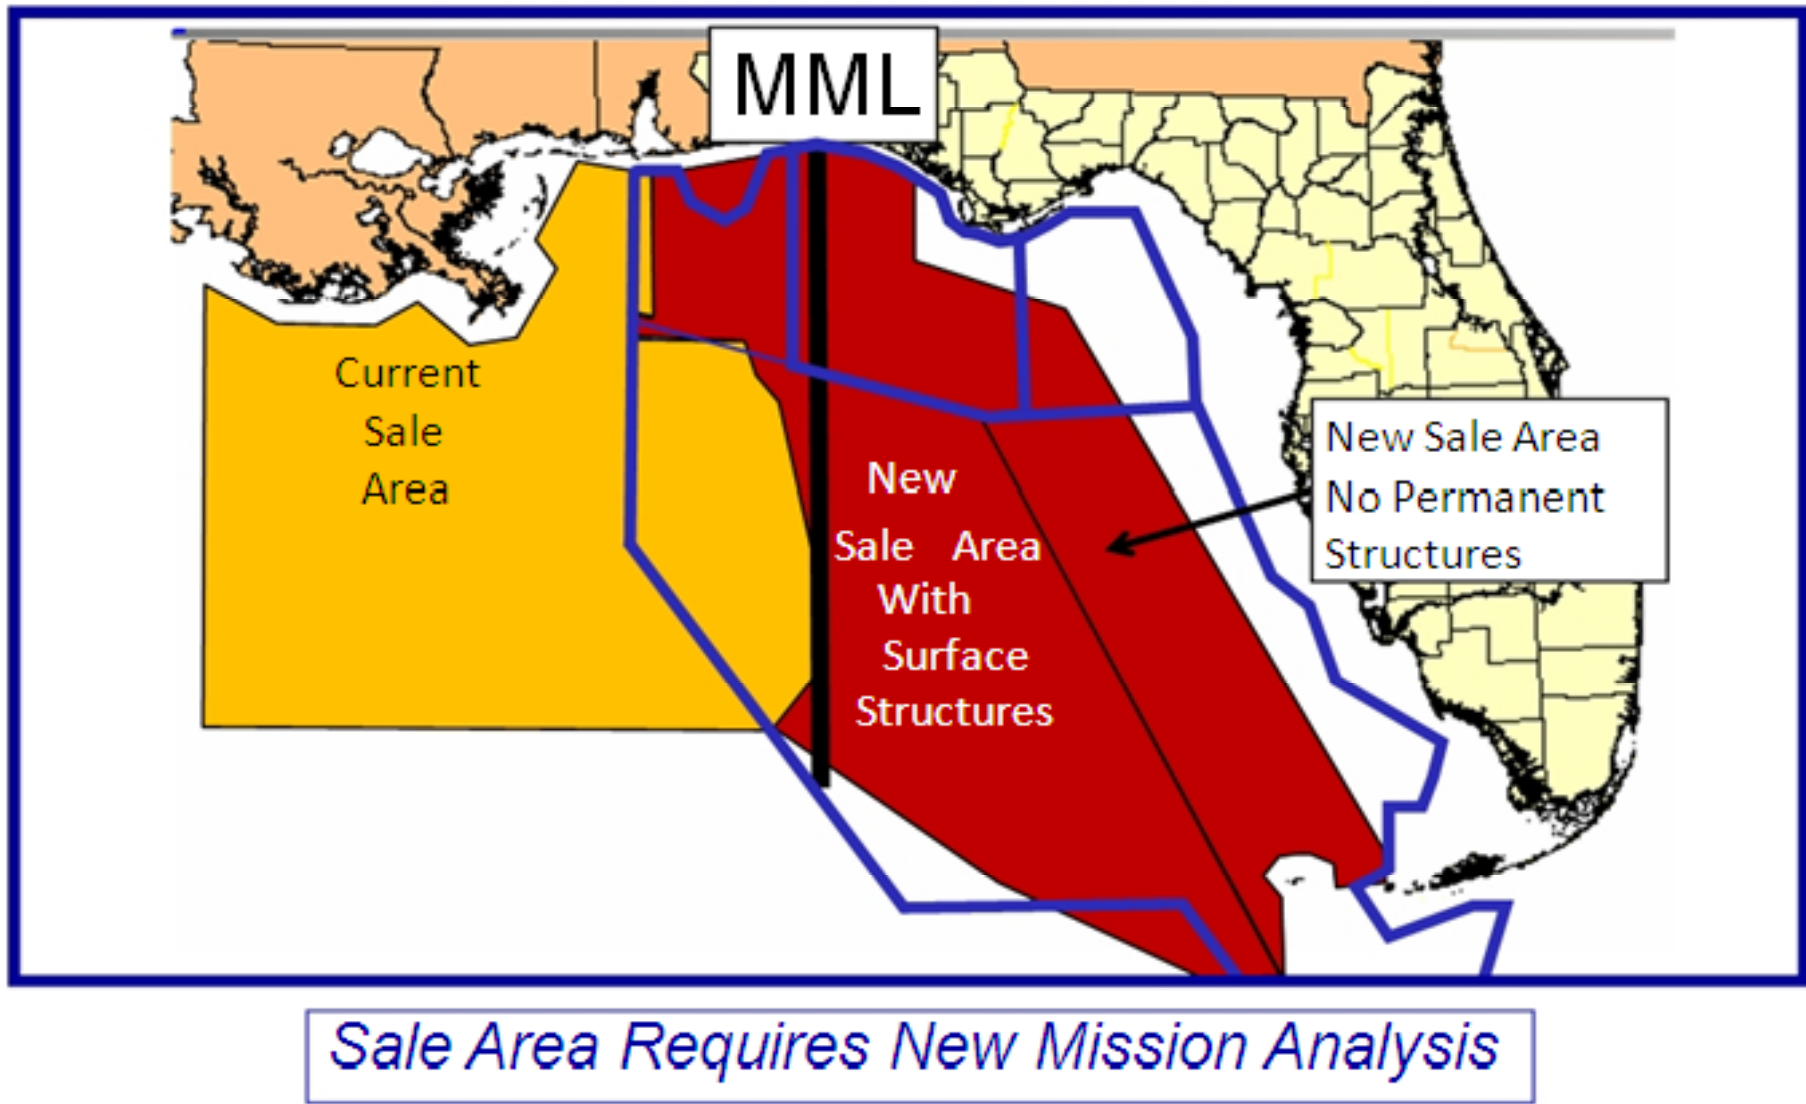 MML
Current
Sale
Area
New
Sale Area
With
Surface
Structures
New Sale Area
No Permanent
Structures
Sale Area Requires New Mission Analysis